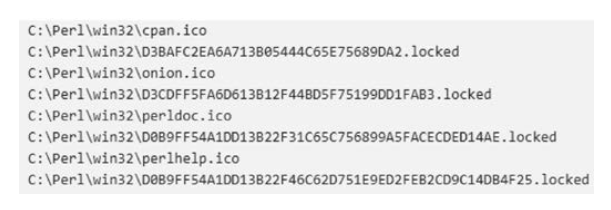 C:\Perl\win32\cpan.ico
C:\Perl\win32\D3BAFC2EA6A713B05444C65E75689DA2.locked
C:\Perl\win32\onion.ico
C:\Perl\win32\D3CDFF5FA6D613B12F44BD5F75199DD1FAB3.locked
C:\Perl\win32\perldoc.ico
C:\Perl\win32\D0B9FF54A1DD13B22F31C65C756899A5FACECDED14AE.locked
C:\Perl\win32\perlhelp.ico
C:\Perl\win32\D0B9FF54A1DD13B22F46C62D751E9ED2FEB2CD9C14DB4F25.locked